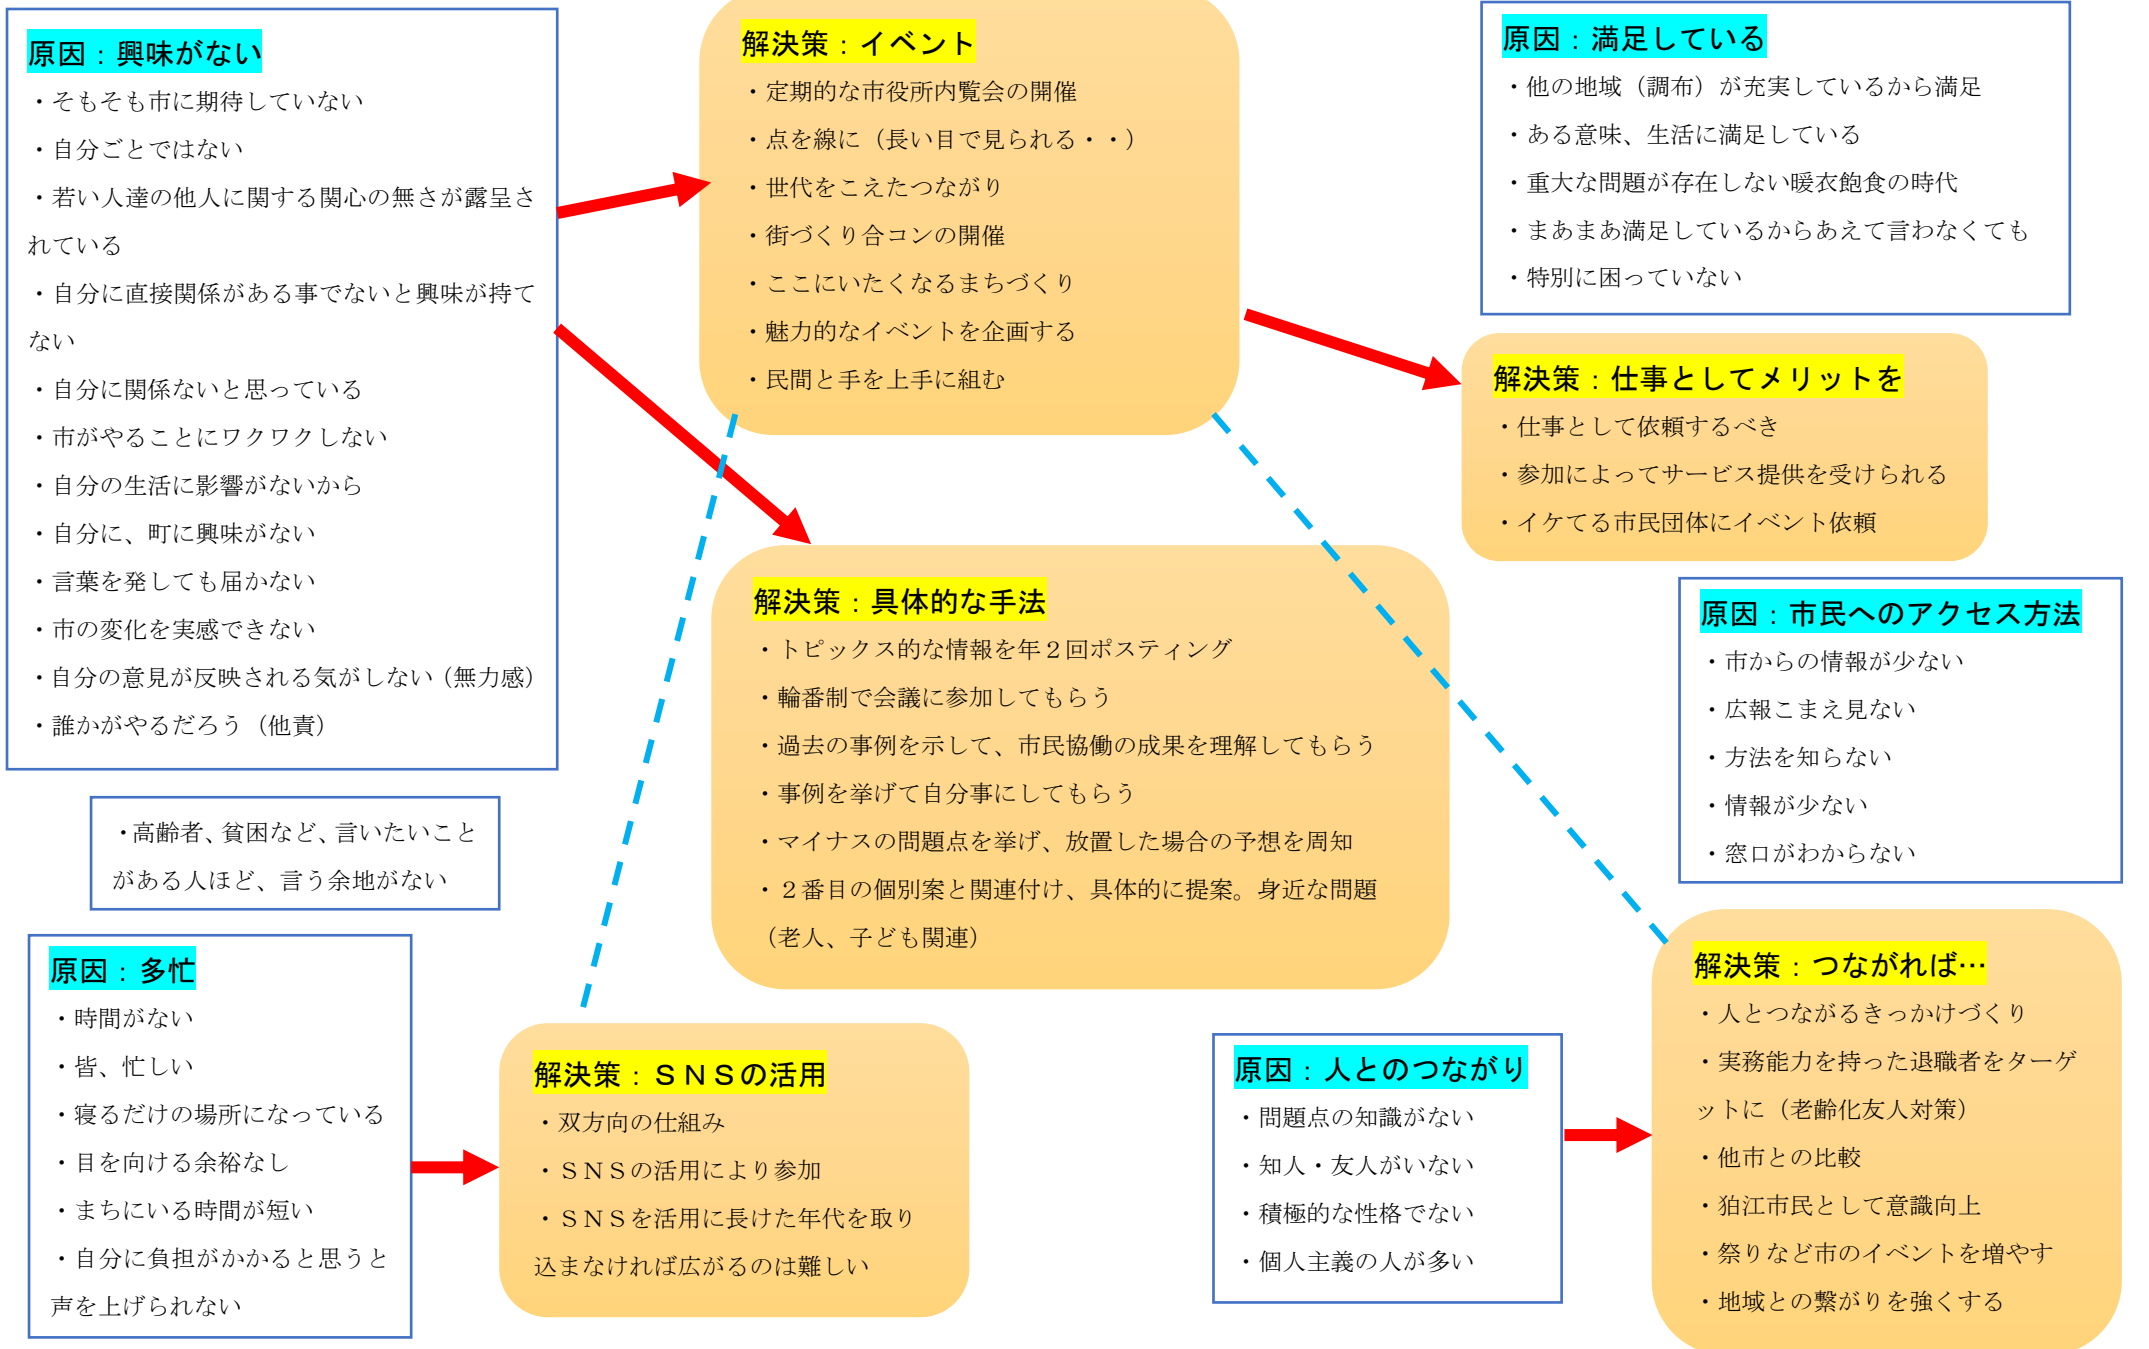 原因：興味がない
・そもそも市に期待していない
・自分ごとではない
・若い人達の他人に関する関心の無さが露呈さ
れている
・自分に直接関係がある事でないと興味が持て
ない
・自分に関係ないと思っている
・市がやることにワクワクしない
・自分の生活に影響がないから
・自分に、町に興味がない
・言葉を発しても届かない
・市の変化を実感できない
・自分の意見が反映される気がしない（無力感）
・誰かがやるだろう（他責）
解決策：イベント
・定期的な市役所内覧会の開催
・点を線に（長い目で見られる・・）
・世代をこえたつながり
・街づくり合コンの開催
・ここにいたくなるまちづくり
・魅力的なイベントを企画する
・民間と手を上手に組む
原因：満足している
・他の地域（調布）が充実しているから満足
・ある意味、生活に満足している
・重大な問題が存在しない暖衣飽食の時代
・まあまあ満足しているからあえて言わなくても
・特別に困っていない
解決策：仕事としてメリットを
・仕事として依頼するべき
・参加によってサービス提供を受けられる
・イケてる市民団体にイベント依頼
解決策：具体的な手法
・トピックス的な情報を年２回ポスティング
・輪番制で会議に参加してもらう
・過去の事例を示して、市民協働の成果を理解してもらう
・事例を挙げて自分事にしてもらう
・マイナスの問題点を挙げ、放置した場合の予想を周知
・２番目の個別案と関連付け、具体的に提案。身近な問題
（老人、子ども関連）
原因：市民へのアクセス方法
・市からの情報が少ない
・広報こまえ見ない
・方法を知らない
・情報が少ない
・窓口がわからない
・高齢者、貧困など、言いたいこと
がある人ほど、言う余地がない
原因：多忙
・時間がない
・皆、忙しい
・寝るだけの場所になっている
・目を向ける余裕なし
・まちにいる時間が短い
・自分に負担がかかると思うと
声を上げられない
解決策：ＳＮＳの活用
・双方向の仕組み
・ＳＮＳの活用により参加
・ＳＮＳを活用に長けた年代を取り
込まなければ広がるのは難しい
原因：人とのつながり
・問題点の知識がない
・知人・友人がいない
・積極的な性格でない
・個人主義の人が多い
解決策：つながれば…
・人とつながるきっかけづくり
・実務能力を持った退職者をターゲ
ットに（老齢化友人対策）
・他市との比較
・狛江市民として意識向上
・祭りなど市のイベントを増やす
・地域との繋がりを強くする